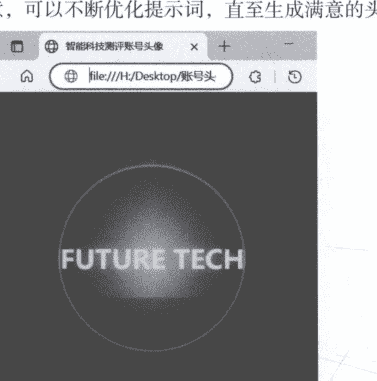 意，可以不断优化提示词，直至生成满意的头
智能科技测评账号头像
file:///H:/Desktop/账号头
FUTURE TECH